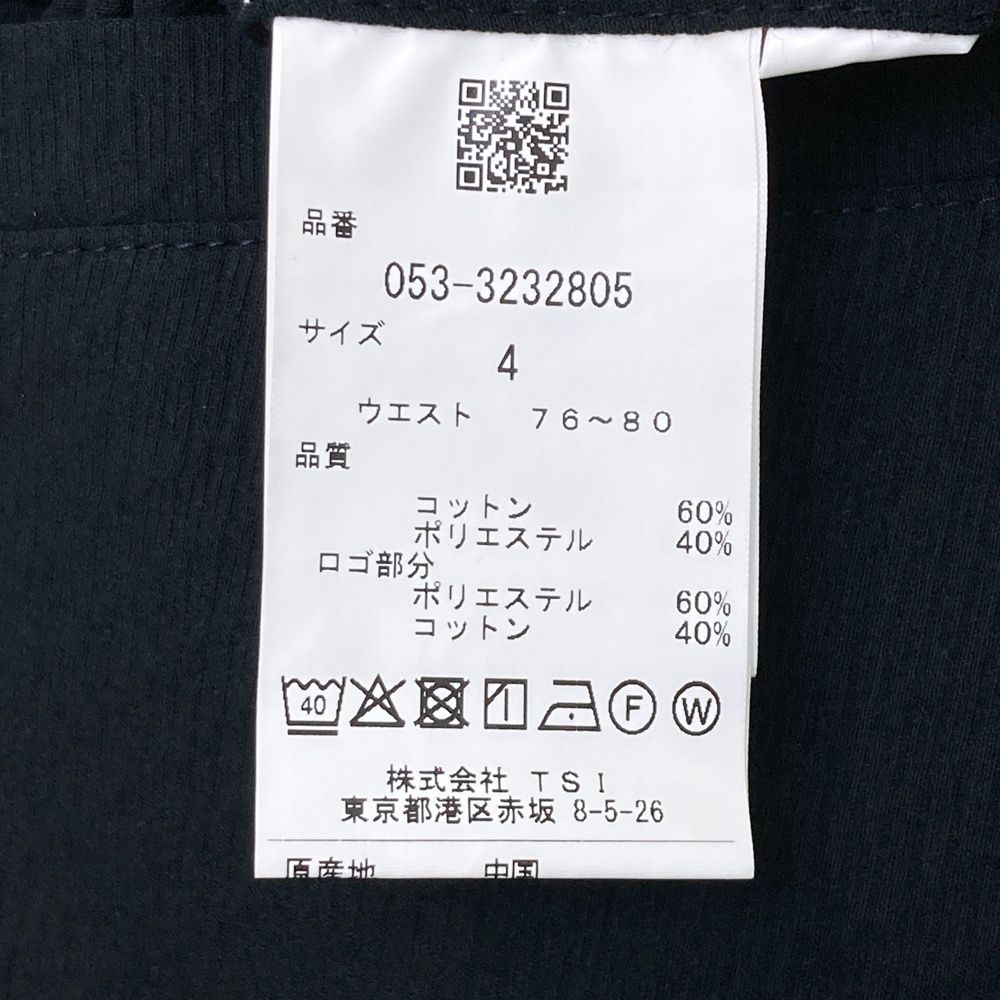 品番
053-3232805
サイズ
4
ウエスト ７６～８０
品質
コットン 60%
ポリエステル 40%
ロゴ部分
ポリエステル 60%
コットン 40%
40 F W
株式会社 ＴＳＩ
東京都港区赤坂 8-5-26
原産地 中国